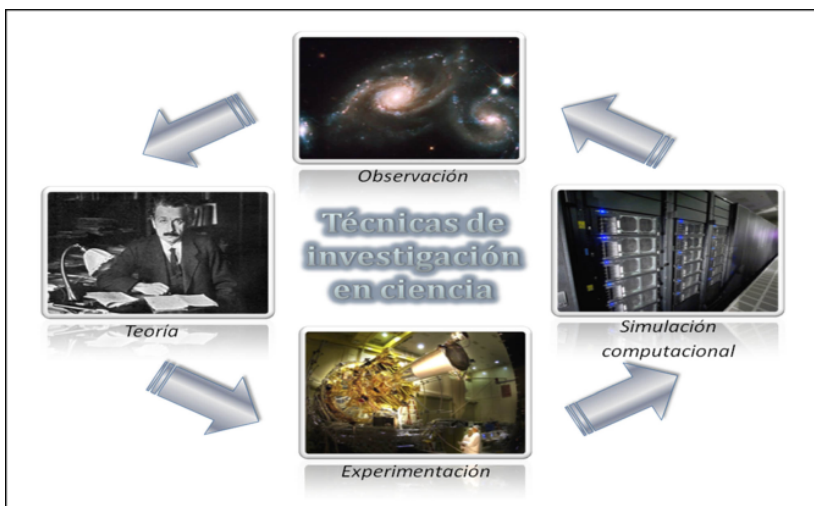 Observación
Técnicas de
investigación
en ciencia
Teoría
Simulación
computacional
Experimentación